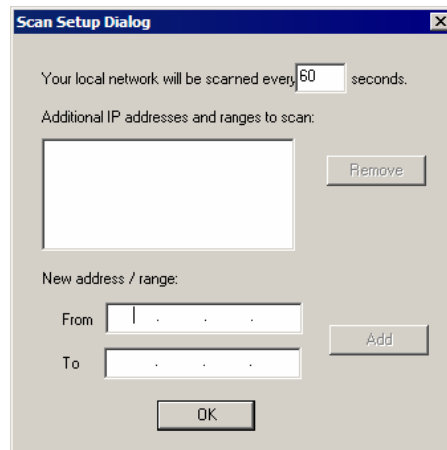 Scan Setup Dialog
Your local network will be scanned every 60 seconds.
Additional IP addresses and ranges to scan:
Remove
New address / range:
From . . .
Add
To . . .
OK